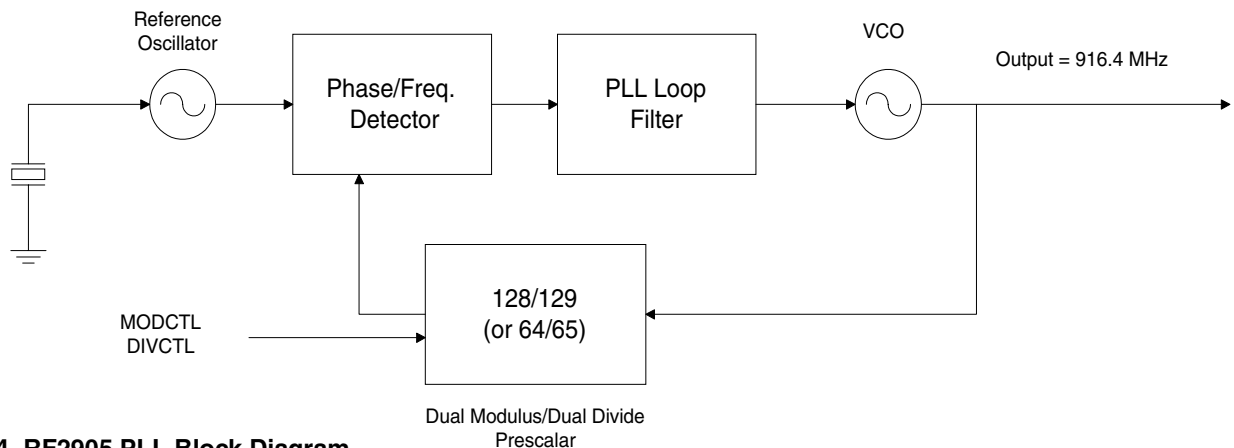 Reference
Oscillator
Phase/Freq.
Detector
PLL Loop
Filter
VCO
Output = 916.4 MHz
128/129
(or 64/65)
MODCTL
DIVCTL
Dual Modulus/Dual Divide
Prescalar
4. RF2905 PLL Block Diagram